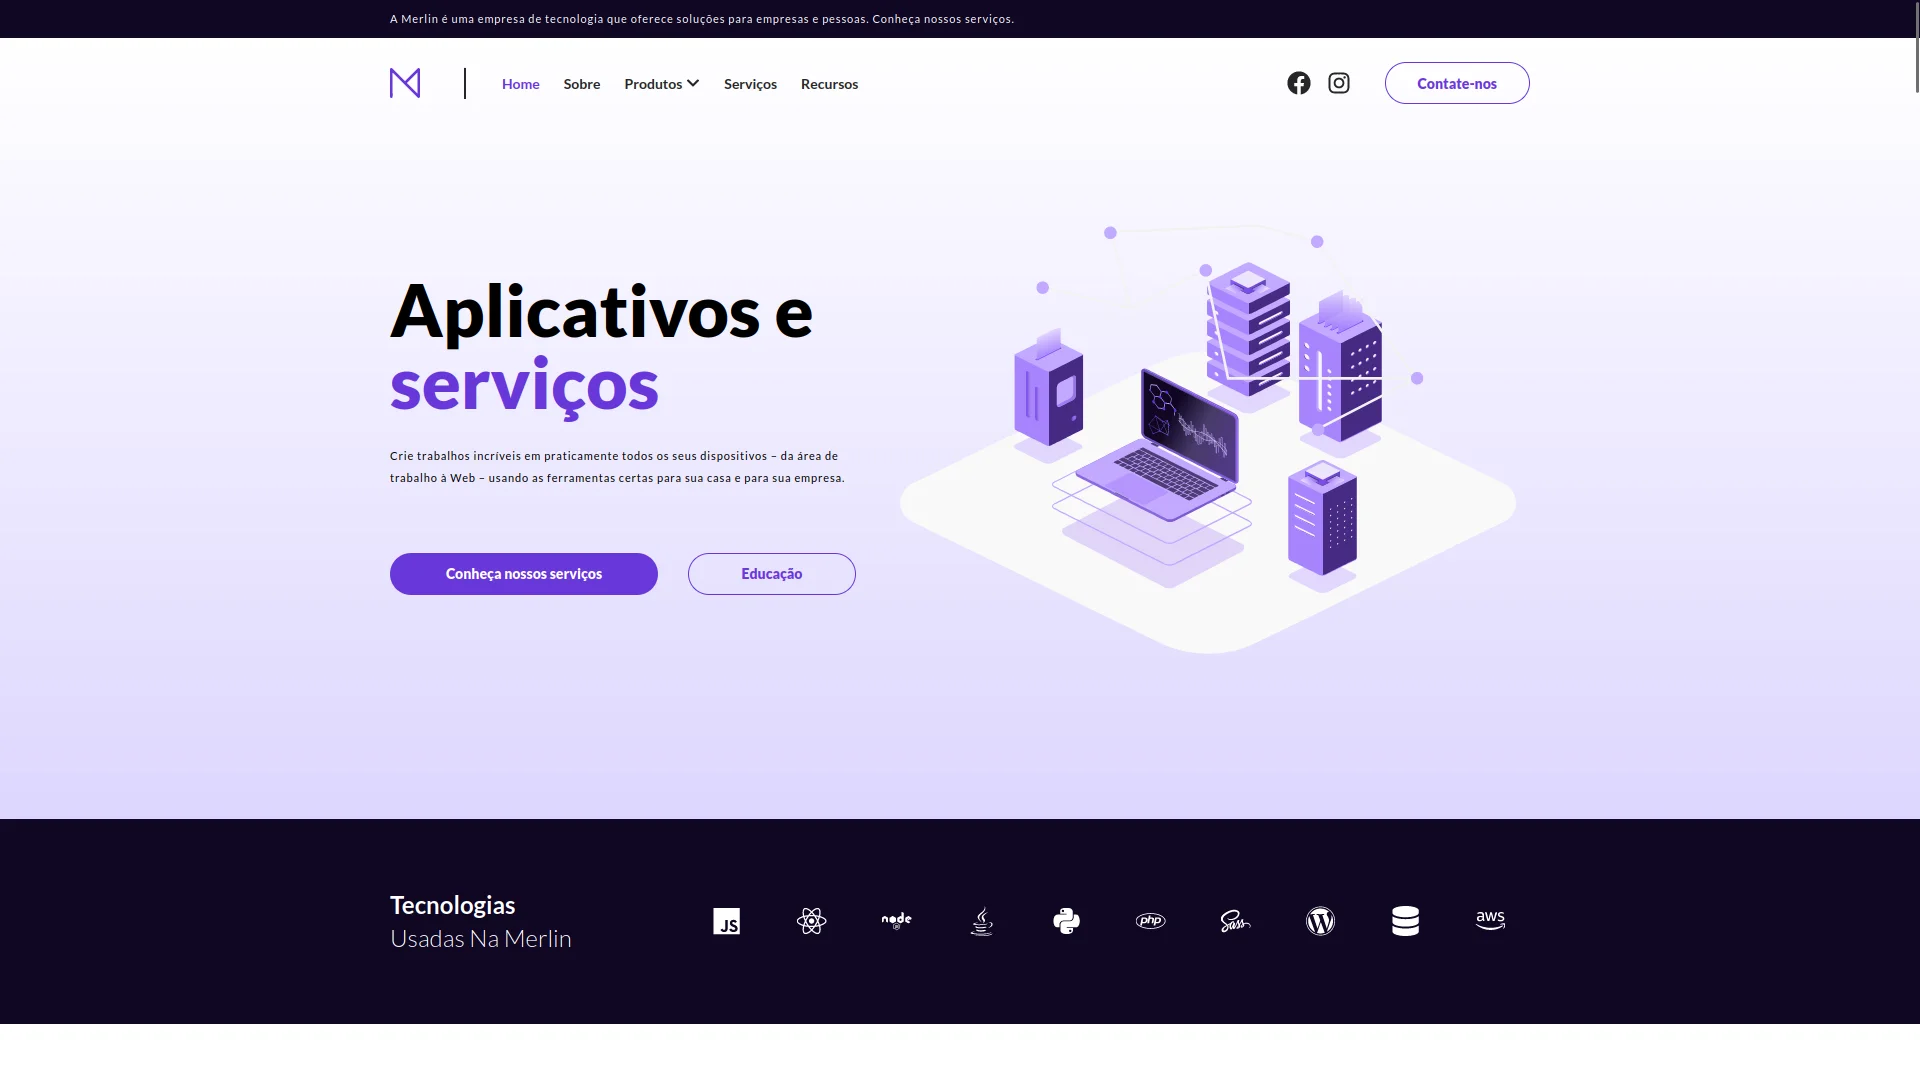 A Merlin é uma empresa de tecnologia que oferece soluções para empresas e pessoas. Conheça nossos serviços.
Home Sobre Produtos Serviços Recursos Contate-nos
Aplicativos e
serviços
Crie trabalhos incríveis em praticamente todos os seus dispositivos – da área de
trabalho à Web – usando as ferramentas certas para sua casa e para sua empresa.
Conheça nossos serviços Educação
Tecnologias
Usadas Na Merlin
JS node JS php Sass W aws